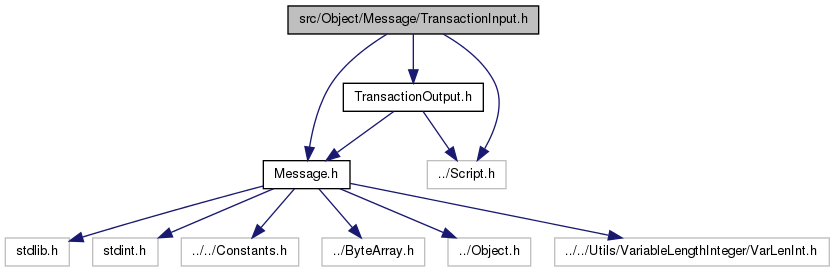 src/Object/Message/TransactionInput.h
TransactionOutput.h
Message.h
../Script.h
stdlib.h
stdint.h
../../Constants.h
../ByteArray.h
../Object.h
../../Utils/VariableLengthInteger/VarLenInt.h